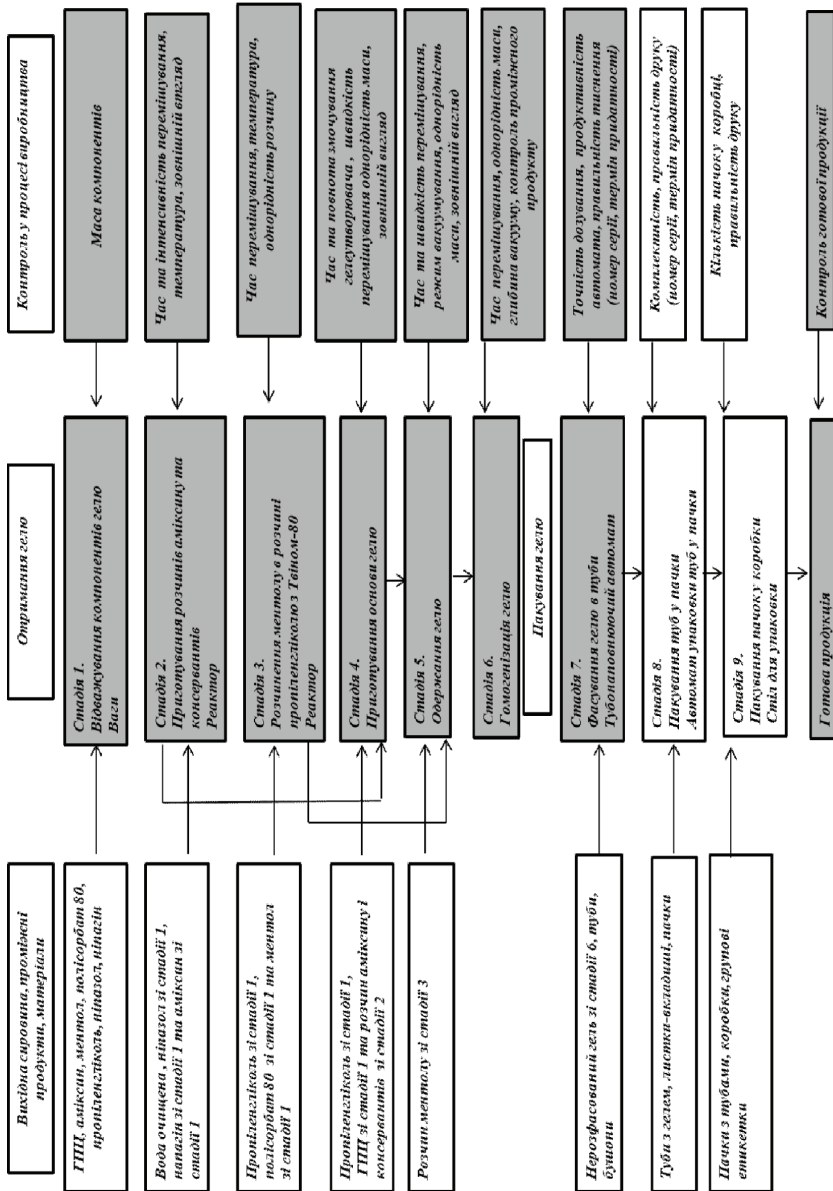 Вихідна сировина, проміжні
продукти, матеріали
Отримання гелю
Контроль у процесі виробництва
ГПЦ, аміксин, ментол, полісорбат 80,
пропіленгліколь, ніпазол, ніпагін
Стадія 1.
Відважування компонентів гелю
Ваги
Маса компонентів
Вода очищена , ніпазол зі стадії 1,
напагін зі стадії 1 та аміксин зі
стадії 1
Стадія 2.
Приготування розчинів аміксину та
консервантів
Реактор
Час та інтенсивність перемішування,
температура, зовнішній втгляд
Пропіленгліколь зі стадії 1,
полісорбат 80 зі стадії 1 та ментол
зі стадії 1
Стадія 3.
Розчинення ментолу в розчині
пропіленгліколю з Твіном-80
Реактор
Час перемішування, температура,
однорідність розчину
Пропіленгліколь зі стадії 1,
ГПЦ зі стадії 1 та розчин аміксину і
консервантів зі стадії 2
Стадія 4.
Приготування основи гелю
Час та повнота змочування
гелеутворювача , швидкість
перемішування однорідність маси,
зовнішній вигляд
Розчин ментолу зі стадії 3
Стадія 5.
Одержання гелю
Час та швидкість перемішування,
режим вакуумування, однорідність
маси, зовнішній вигляд
Стадія 6.
Гомогенізація гелю
Час перемішування, однорідність маси,
глибина вакууму, контроль проміжного
продукту
Пакування гелю
Нерозфасований гель зі стадії 6, туби,
бушони
Стадія 7.
Фасування гелю в туби
Тубонаповнюючий автомат
Точність дозування, продуктивність
автомата, правильність тиснення
(номер серії, термін придатності)
Туби з гелем, листки-вкладиші, пачки
Стадія 8.
Пакування туб у пачки
Автомат упаковки туб у пачки
Комплектність, правильність друку
(номер серії, термін придатності)
Пачки з тубами, коробки, групові
етикетки
Стадія 9.
Пакування пачок у коробки
Стіл для упаковки
Кількість пачок у коробці,
правильність друку
Готова продукція
Контроль готової продукції